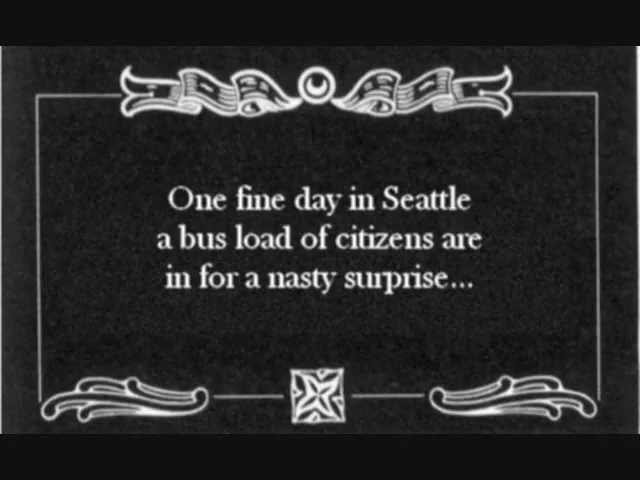 One fine day in Seattle
a bus load of citizens are
in for a nasty surprise...